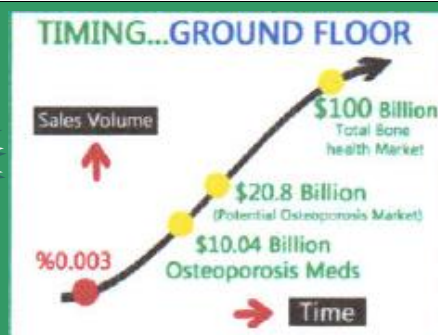 TIMING...GROUND FLOOR
Sales Volume
$100 Billion
Total Bone
health Market
$20.8 Billion
(Potential Osteoporosis Market)
$10.04 Billion
Osteoporosis Meds
%0.003
Time